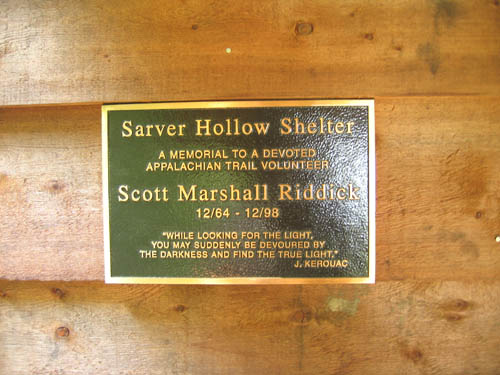 Sarver Hollow Shelter
A MEMORIAL TO A DEVOTED
APPALACHIAN TRAIL VOLUNTEER
Scott Marshall Riddick
12/64 - 12/98
"WHILE LOOKING FOR THE LIGHT,
YOU MAY SUDDENLY BE DEVOURED BY
THE DARKNESS AND FIND THE TRUE LIGHT."
J. KEROUAC